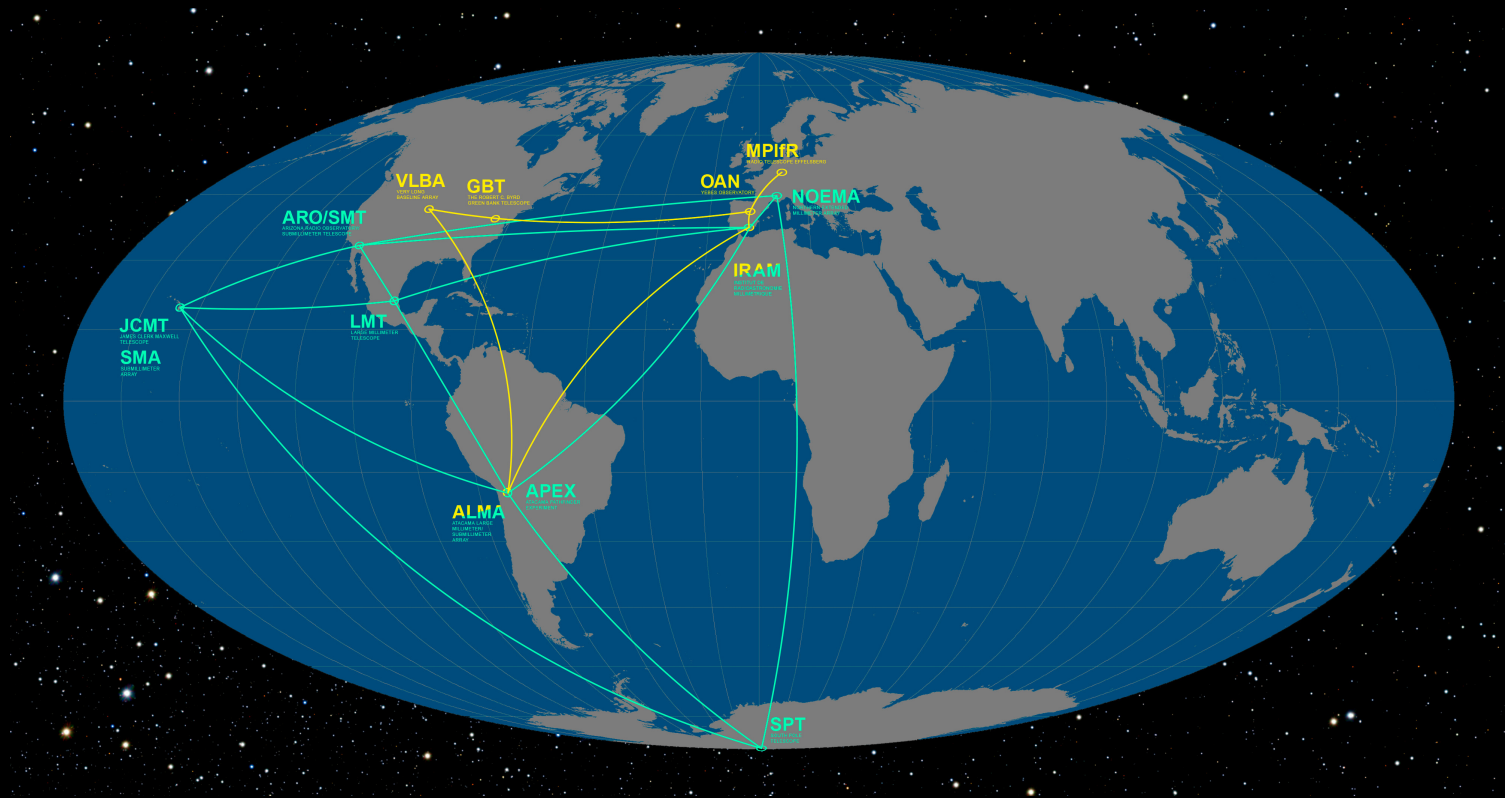 MPIfR
RADIO TELESCOPE EFFELSBERG
VLBA
VERY LONG
BASELINE ARRAY
GBT
THE ROBERT C. BYRD
GREEN BANK TELESCOPE
OAN
YEBES OBSERVATORY
NOEMA
ARO/SMT
ARIZONA RADIO OBSERVATORY
SUBMILLIMETER TELESCOPE
IRAM
JCMT
JAMES CLERK MAXWELL
TELESCOPE
SMA
SUBMILLIMETER
ARRAY
LMT
LARGE MILLIMETER
TELESCOPE
APEX
EXPERIMENT
ALMA
ATACAMA LARGE
MILLIMETER/
SUBMILLIMETER
ARRAY
SPT
SOUTH POLE
TELESCOPE